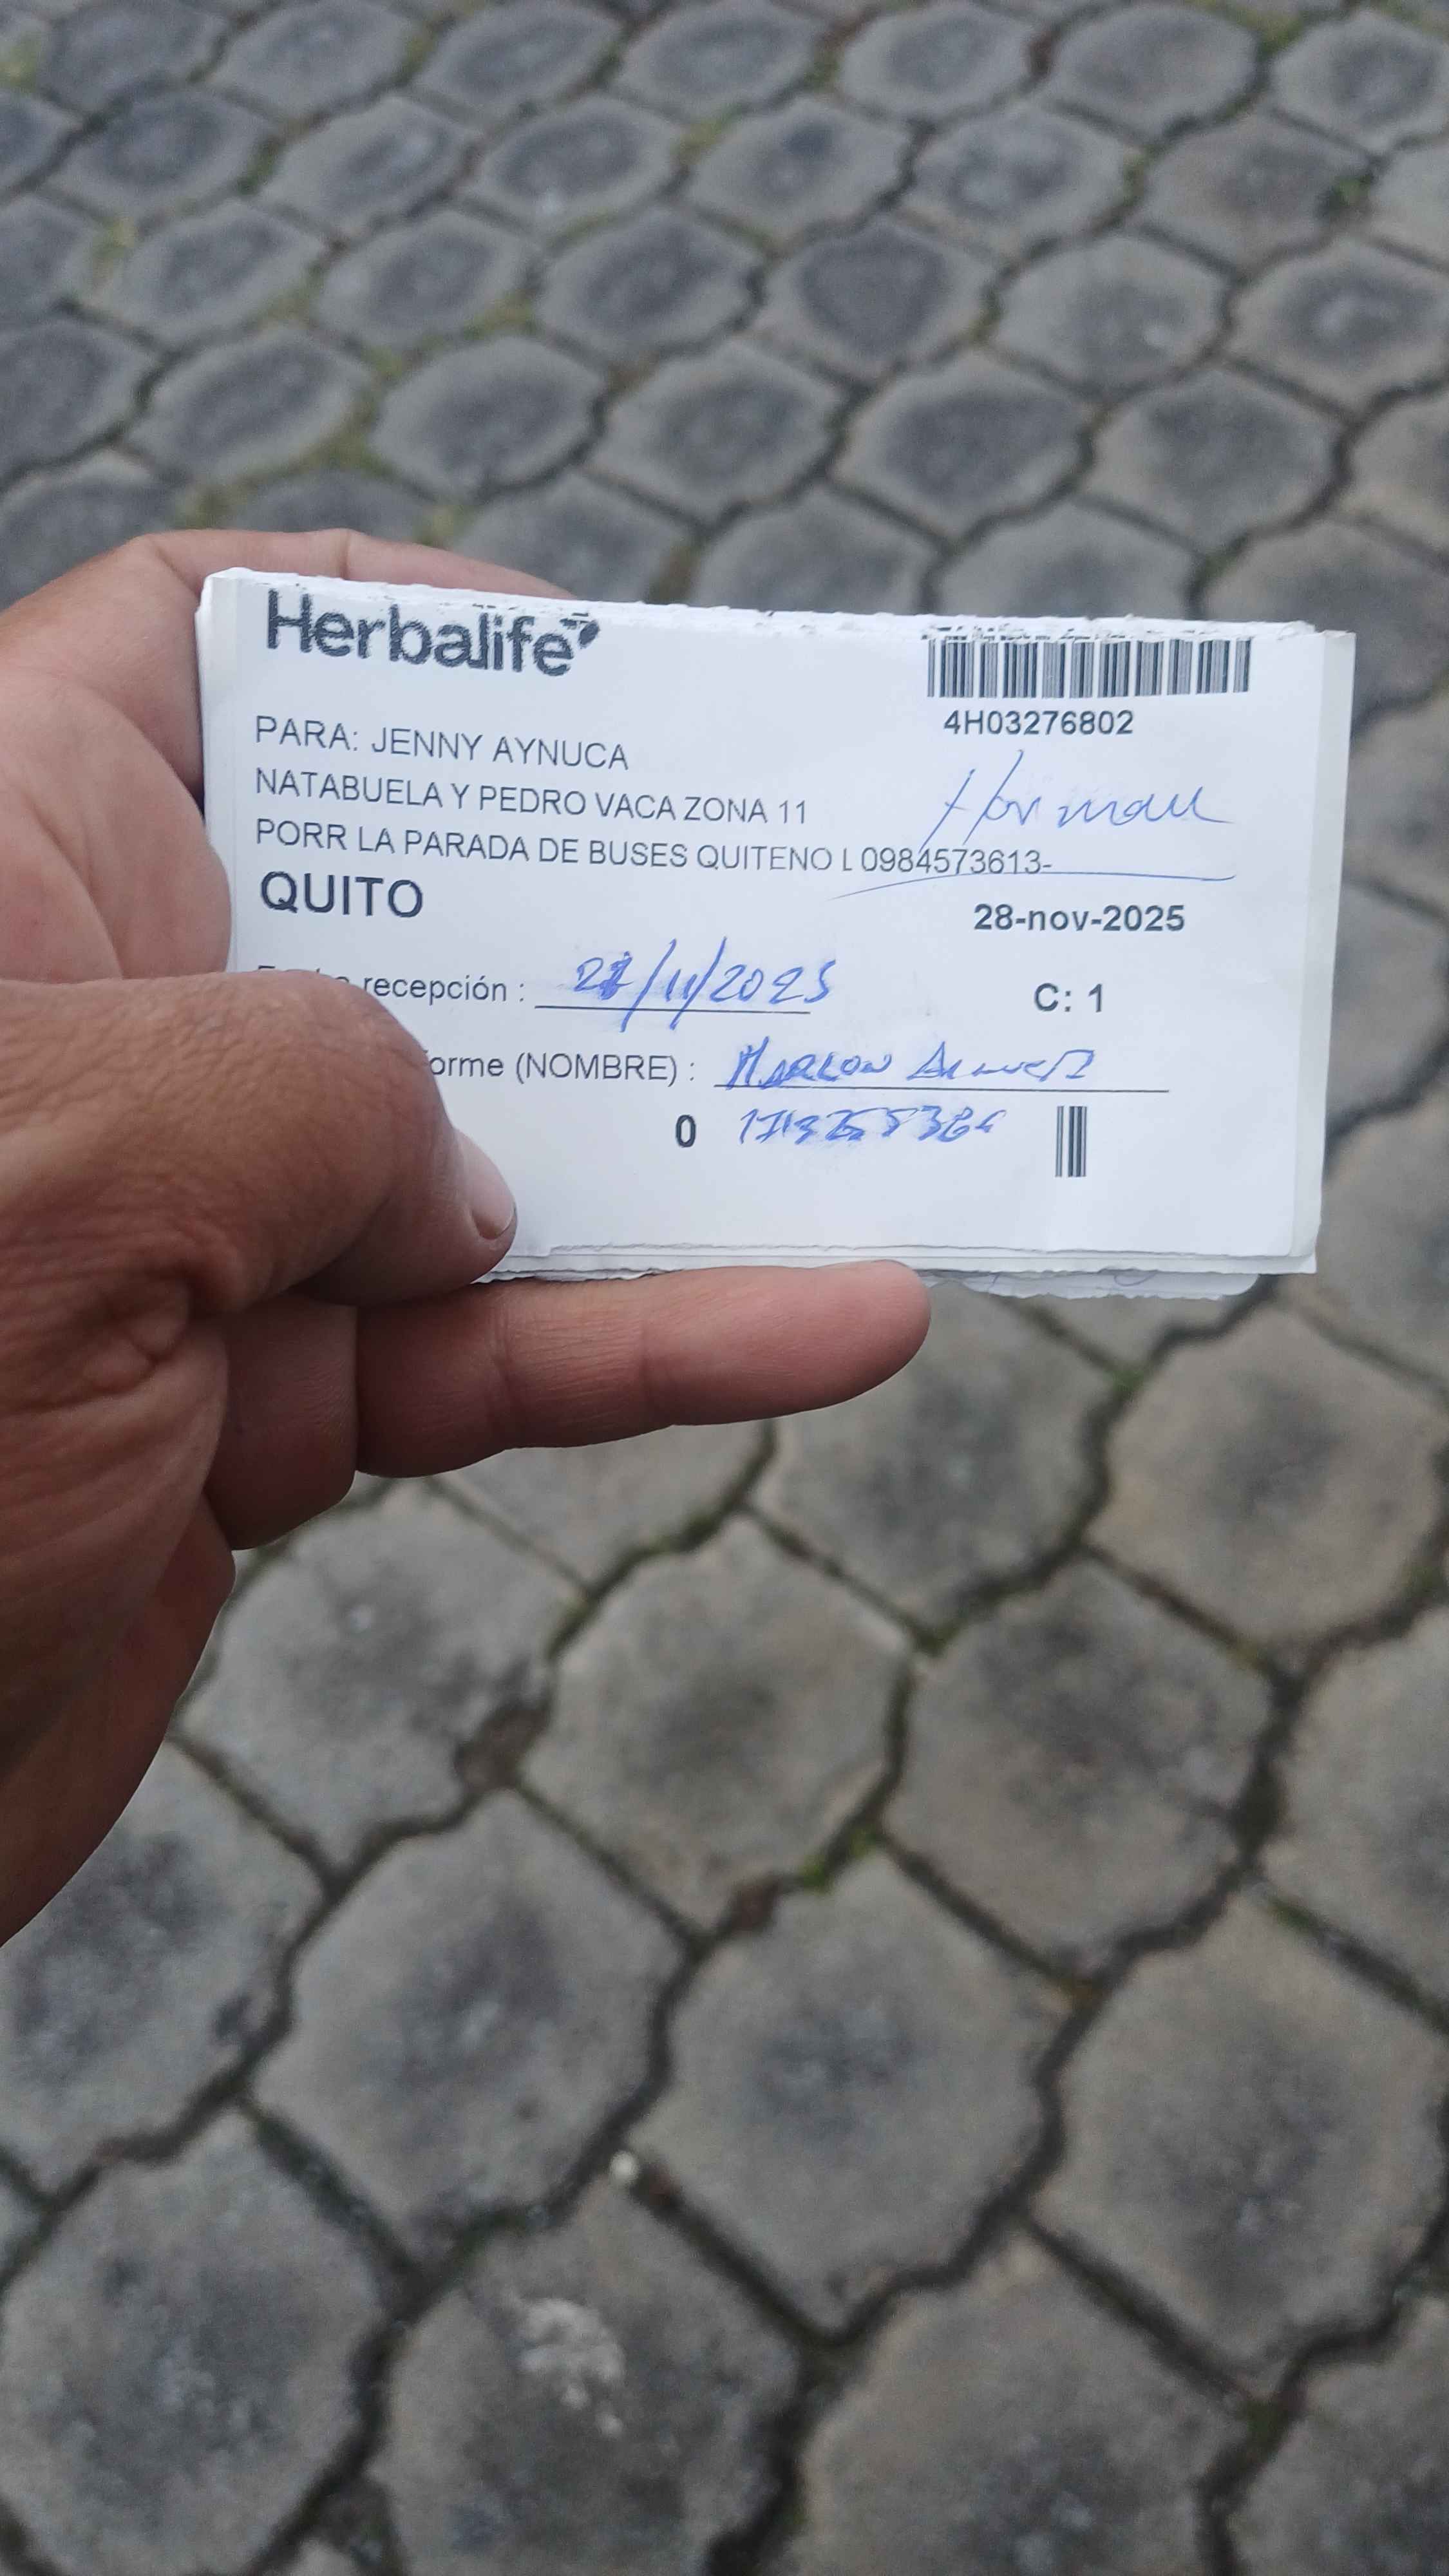 Herbalife
4H03276802
PARA: JENNY AYNUCA
NATABUELA Y PEDRO VACA ZONA 11
PORR LA PARADA DE BUSES QUITENO L 0984573613-
QUITO
28-nov-2025
recepción : /11/2025
C: 1
orme (NOMBRE) : MARLON
0